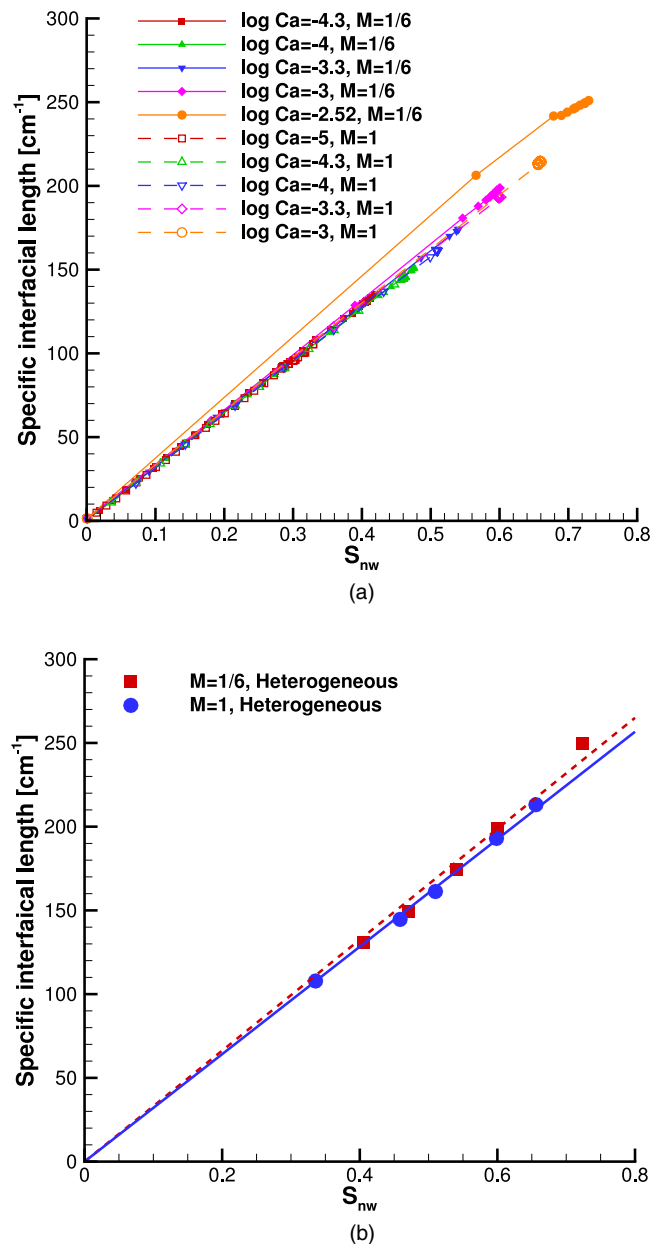 300
250
200
150
100
50
0
Specific interfacial length [cm⁻¹]
log Ca=-4.3, M=1/6
log Ca=-4, M=1/6
log Ca=-3.3, M=1/6
log Ca=-3, M=1/6
log Ca=-2.52, M=1/6
log Ca=-5, M=1
log Ca=-4.3, M=1
log Ca=-4, M=1
log Ca=-3.3, M=1
log Ca=-3, M=1
0 0.1 0.2 0.3 0.4 0.5 0.6 0.7 0.8
Snw
(a)
300
250
200
150
100
50
0
Specific interfaical length [cm⁻¹]
M=1/6, Heterogeneous
M=1, Heterogeneous
0 0.2 0.4 0.6 0.8
Snw
(b)